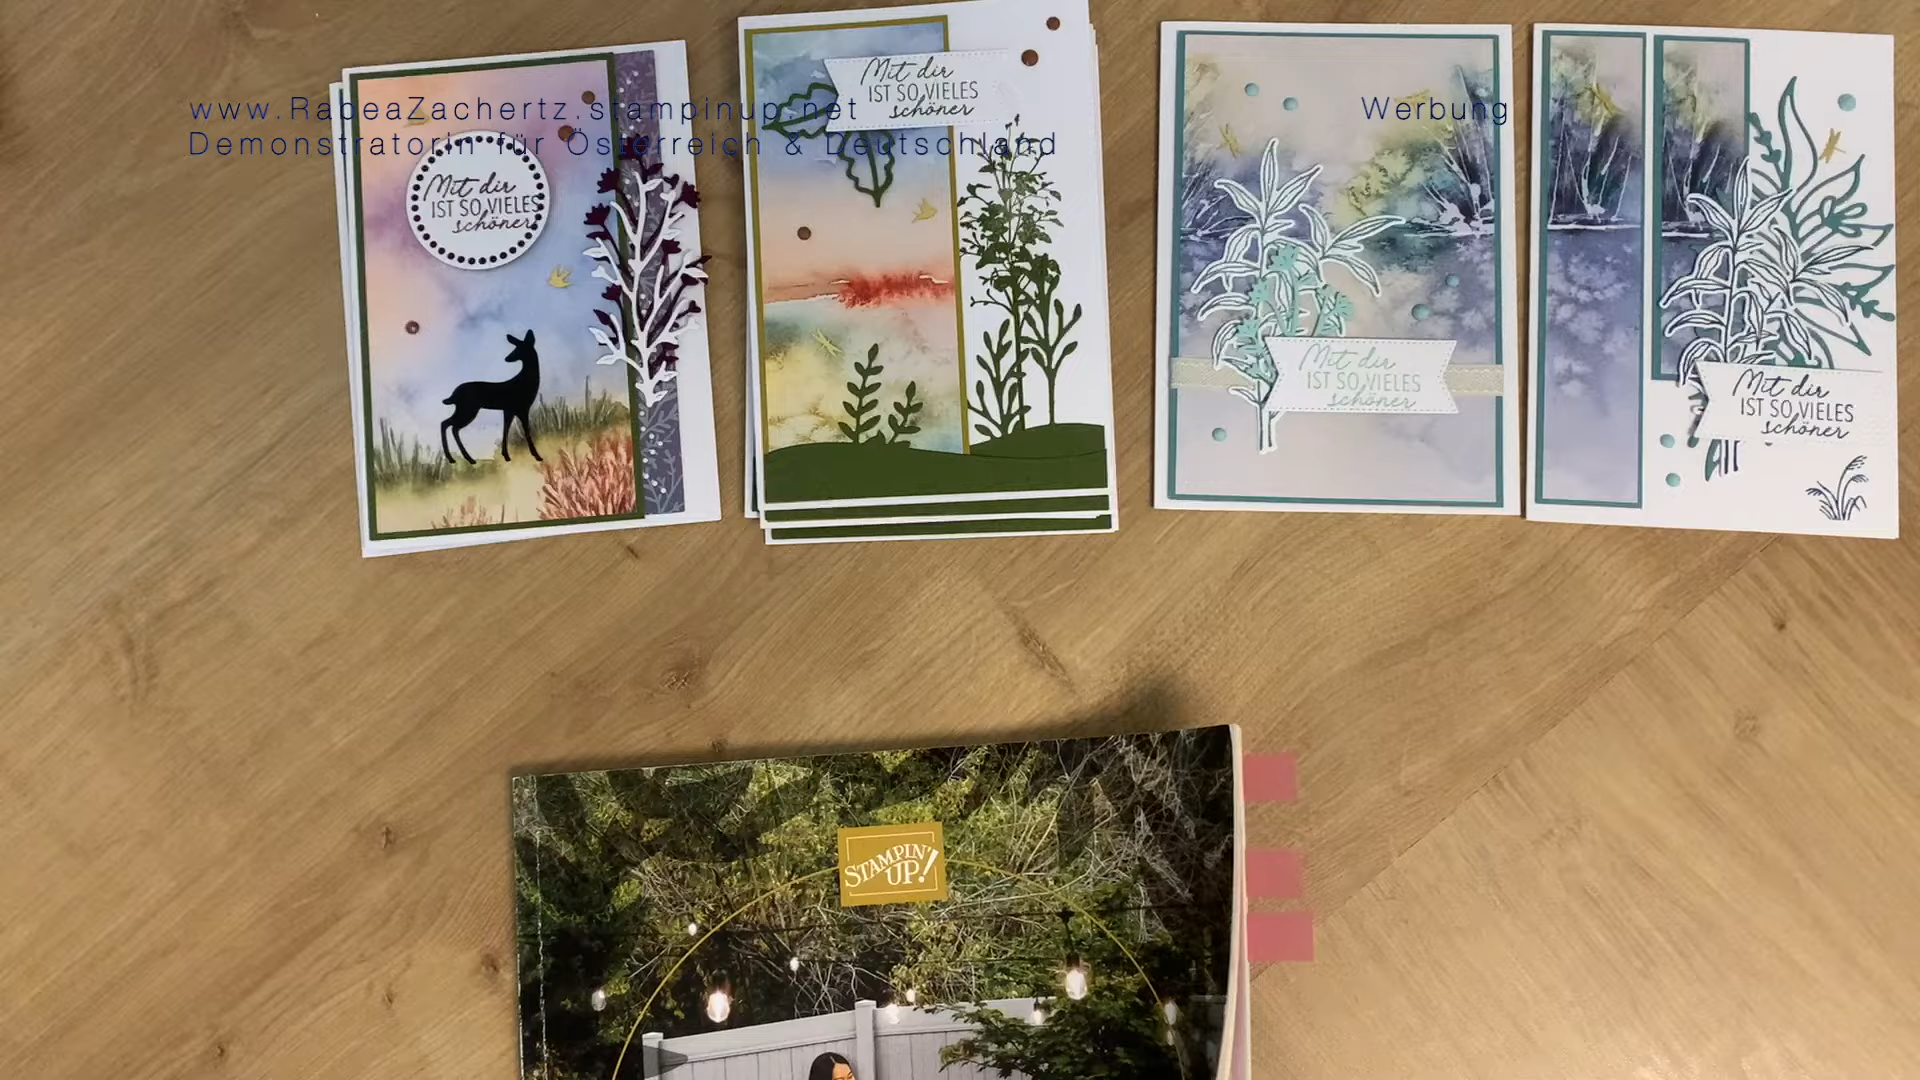 www.RabeaZachertz.stampinup.net
Demonstratorin für Österreich & Deutschland
Werbung
Mit dir
IST SO VIELES
schöner
Mit dir
IST SO VIELES
schöner
Mit dir
IST SO VIELES
schöner
Mit dir
IST SO VIELES
schöner
STAMPIN'
UP!